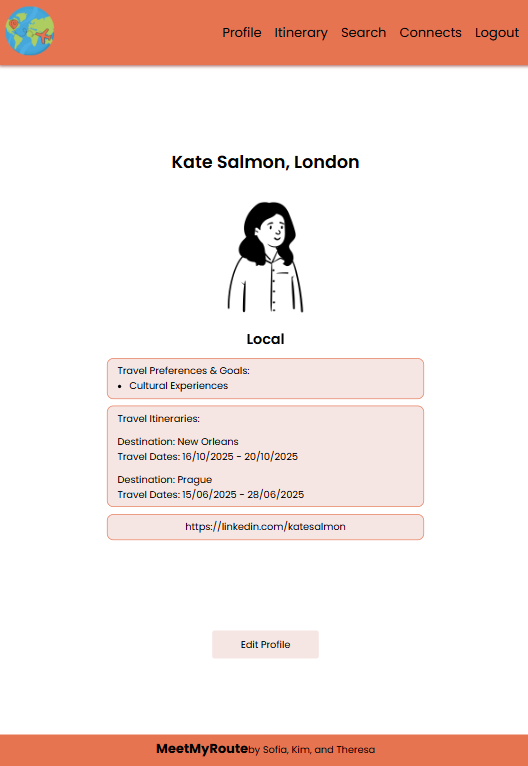 Profile Itinerary Search Connects Logout
Kate Salmon, London
Local
Travel Preferences & Goals:
• Cultural Experiences
Travel Itineraries:
Destination: New Orleans
Travel Dates: 16/10/2025 - 20/10/2025
Destination: Prague
Travel Dates: 15/06/2025 - 28/06/2025
https://linkedin.com/katesalmon
Edit Profile
MeetMyRoute by Sofia, Kim, and Theresa